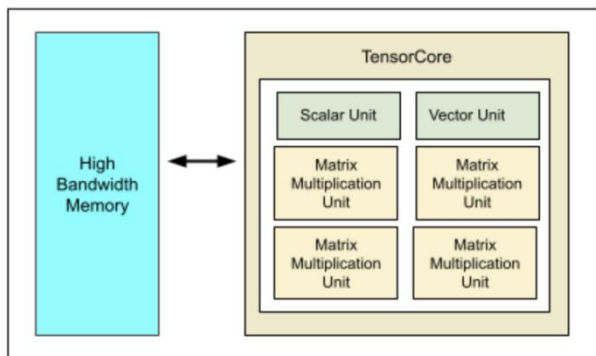 TensorCore
Scalar Unit
Vector Unit
High
Bandwidth
Memory
Matrix
Multiplication
Unit
Matrix
Multiplication
Unit
Matrix
Multiplication
Unit
Matrix
Multiplication
Unit